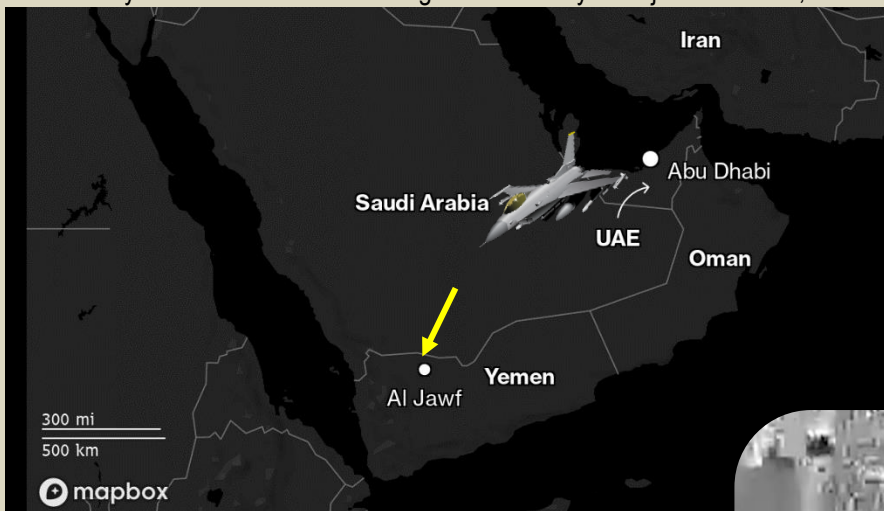 Iran
Abu Dhabi
Saudi Arabia
UAE
Oman
Yemen
Al Jawf
300 mi
500 km
mapbox